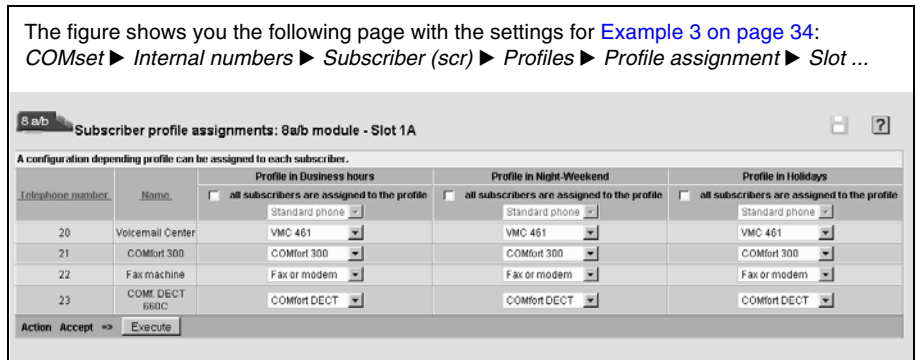 The figure shows you the following page with the settings for Example 3 on page 34:
COMset ▶ Internal numbers ▶ Subscriber (scr) ▶ Profiles ▶ Profile assignment ▶ Slot ...
8 a/b
Subscriber profile assignments: 8a/b module - Slot 1A
?
A configuration depending profile can be assigned to each subscriber.
Telephone number Name Profile in Business hours Profile in Night-Weekend Profile in Holidays
all subscribers are assigned to the profile all subscribers are assigned to the profile all subscribers are assigned to the profile
Standard phone Standard phone Standard phone
20 Voicemail Center VMC 461 VMC 461 VMC 461
21 COMfort 300 COMfort 300 COMfort 300 COMfort 300
22 Fax machine Fax or modem Fax or modem Fax or modem
23 COMf. DECT 660C COMfort DECT COMfort DECT COMfort DECT
Action Accept => Execute